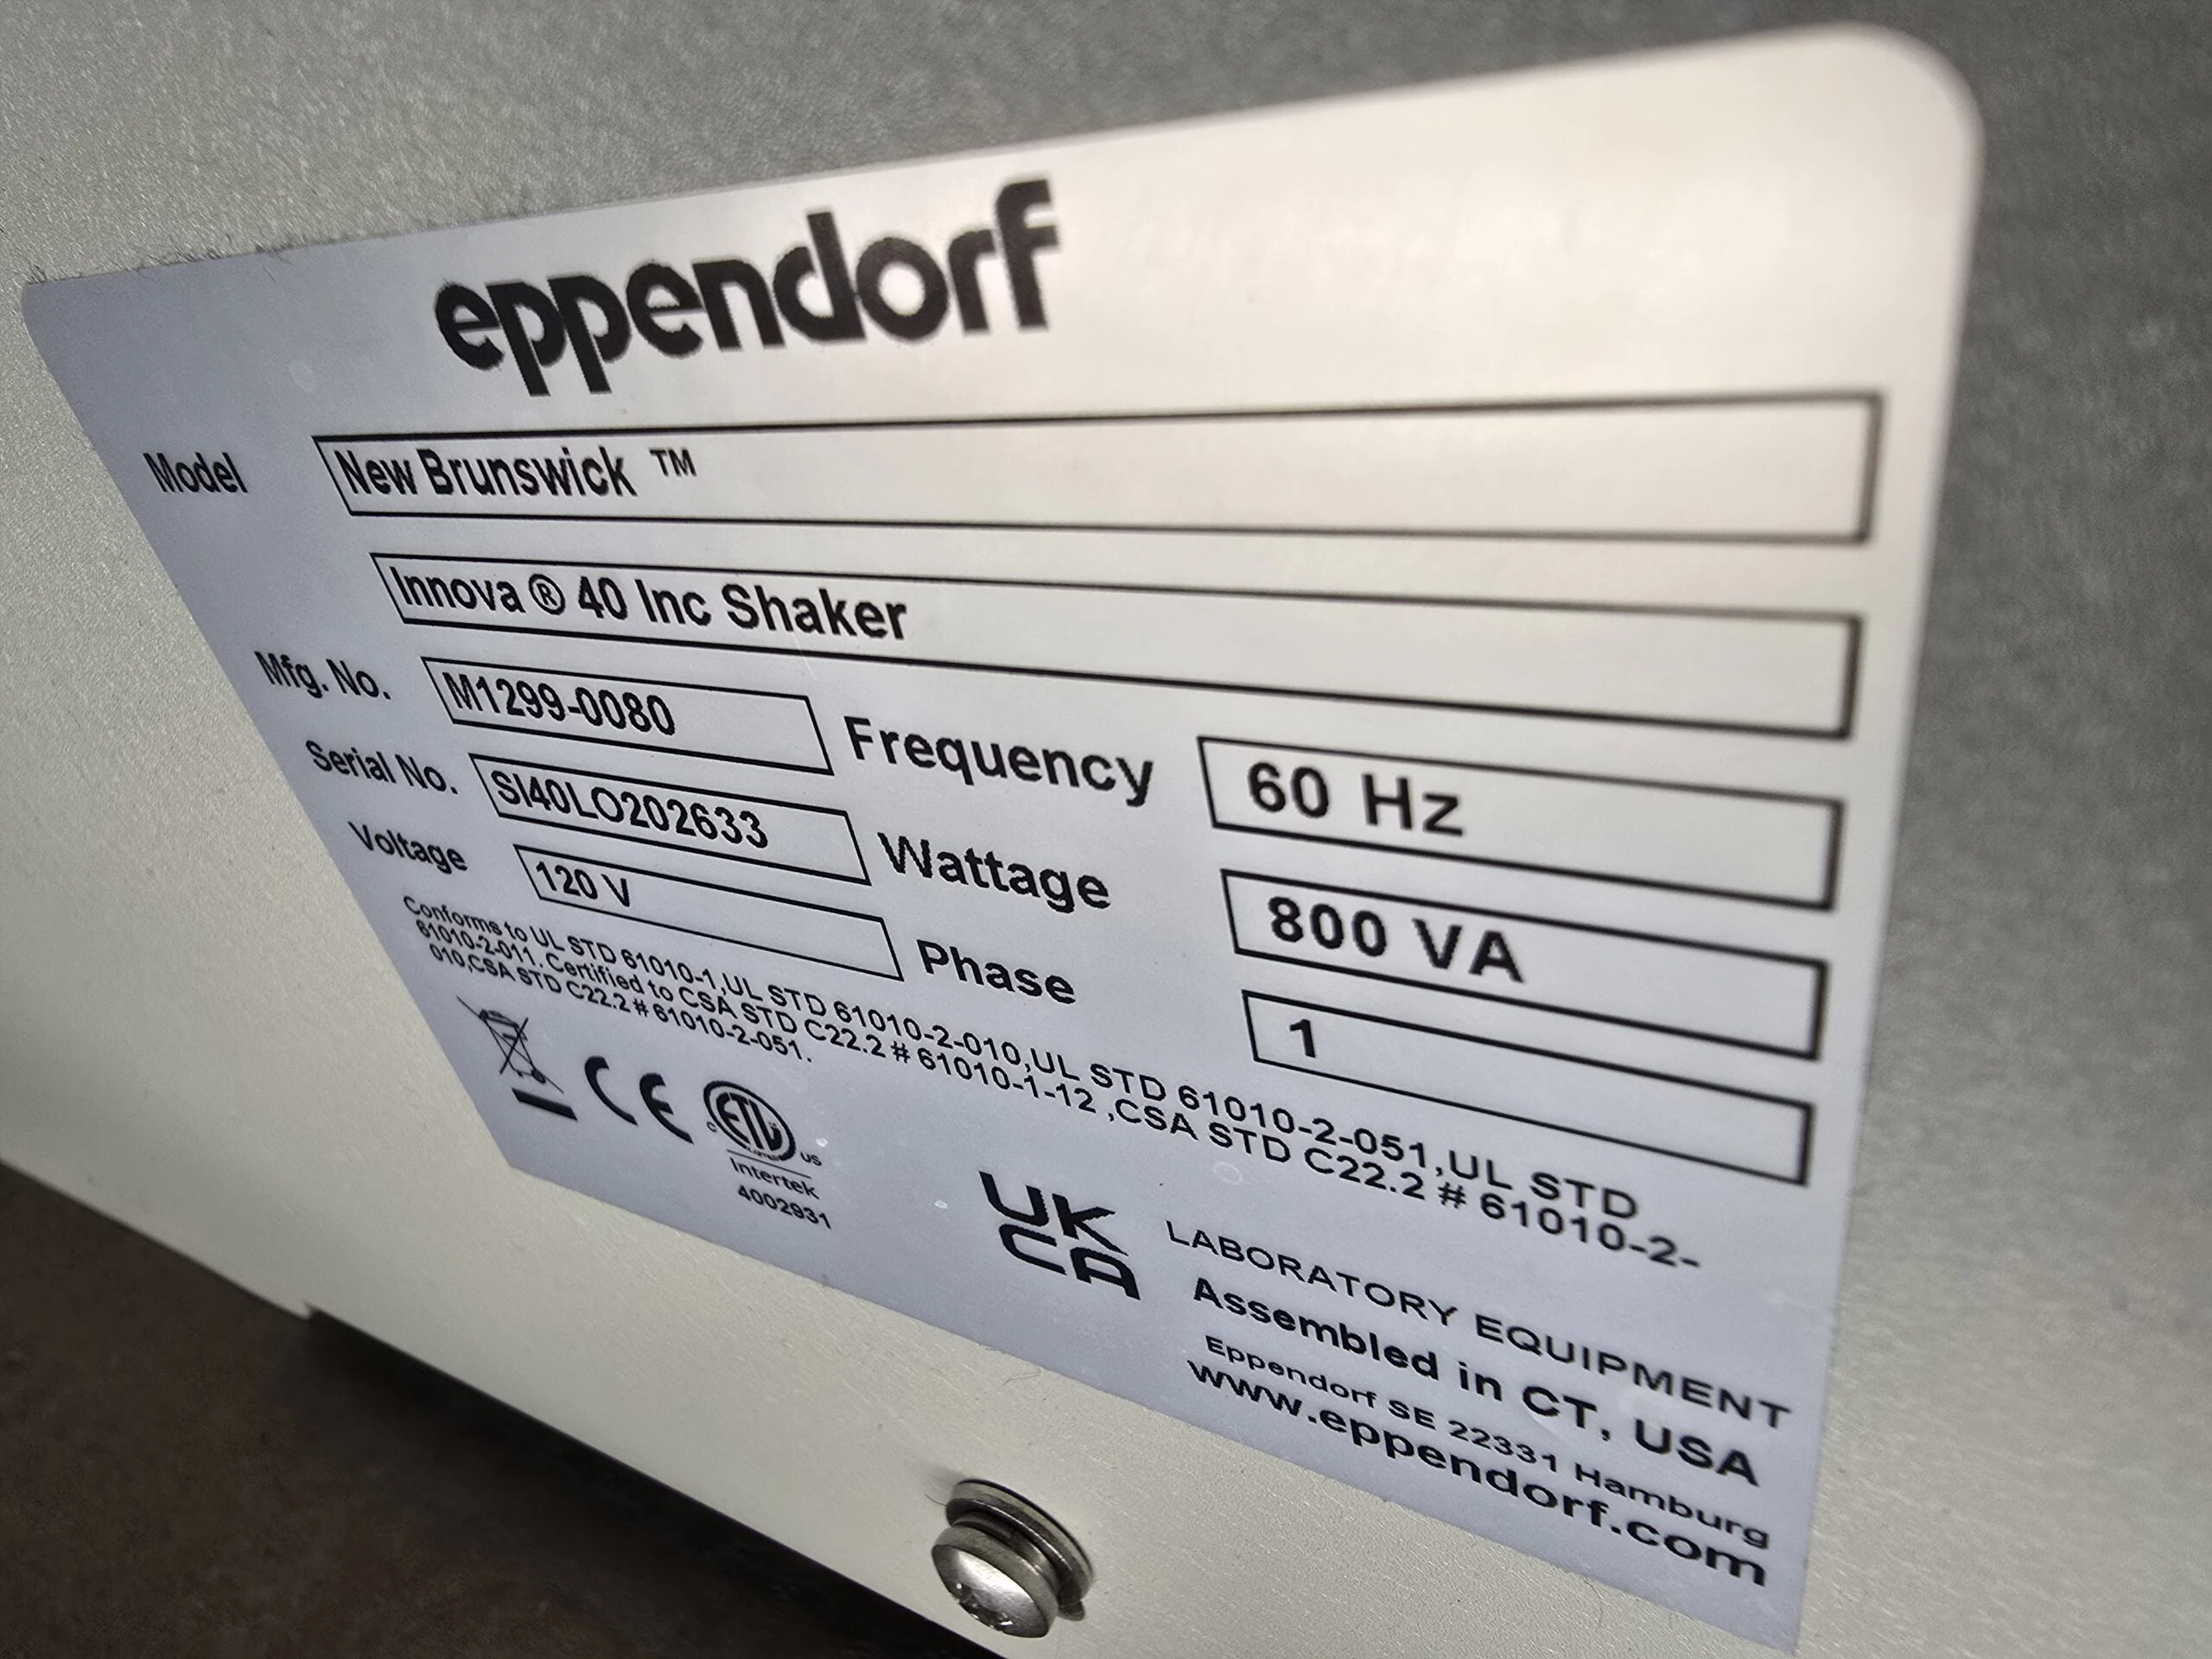 eppendorf
Model New Brunswick ™
Innova ® 40 Inc Shaker
Mfg. No. M1299-0080 Frequency 60 Hz
Serial No. SI40LO202633 Wattage 800 VA
Voltage 120 V Phase 1
Conforms to UL STD 61010-1,UL STD 61010-2-010,UL STD 61010-2-051,UL STD
61010-2-011. Certified to CSA STD C22.2 # 61010-1-12 ,CSA STD C22.2 # 61010-2-
010,CSA STD C22.2 # 61010-2-051.
CE
c ETL us
Intertek
4002931
UK
CA
LABORATORY EQUIPMENT
Assembled in CT, USA
Eppendorf SE 22331 Hamburg
www.eppendorf.com